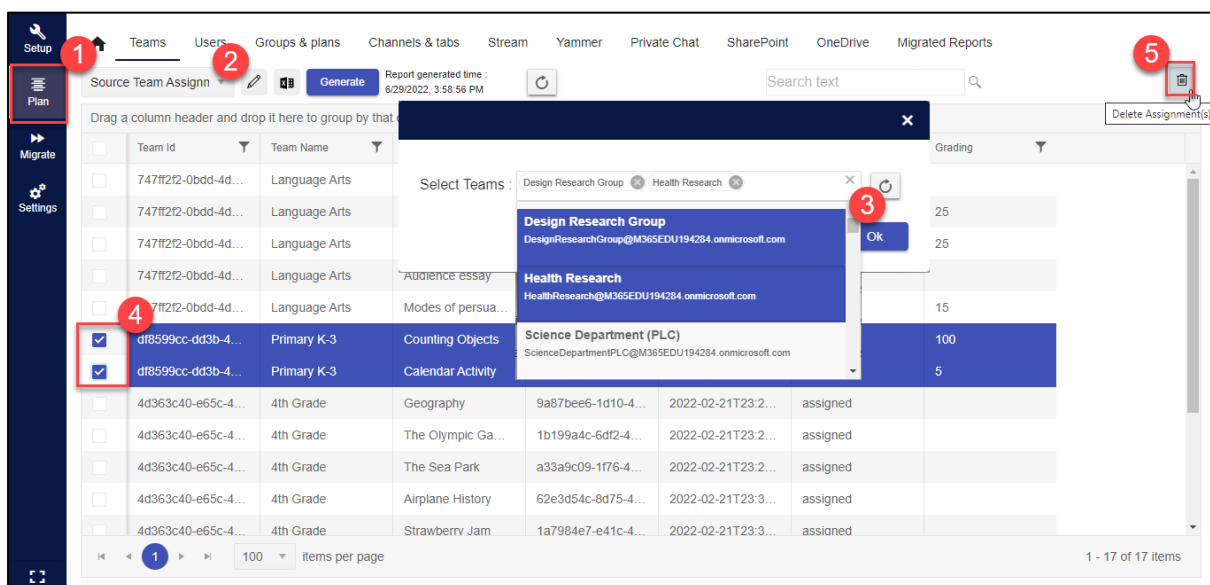 Setup
Plan
Migrate
Settings
1
Teams Users Groups & plans Channels & tabs Stream Yammer Private Chat SharePoint OneDrive Migrated Reports
2
5
Source Team Assignn Generate Report generated time :
6/29/2022, 3:58:56 PM
Search text
Delete Assignment(s)
Drag a column header and drop it here to group by that
Team Id Team Name Grading
Select Teams : Design Research Group Health Research
3
Ok
Design Research Group
DesignResearchGroup@M365EDU194284.onmicrosoft.com
Health Research
HealthResearch@M365EDU194284.onmicrosoft.com
Science Department (PLC)
ScienceDepartmentPLC@M365EDU194284.onmicrosoft.com
747ff2f2-0bdd-4d... Language Arts
747ff2f2-0bdd-4d... Language Arts 25
747ff2f2-0bdd-4d... Language Arts 25
747ff2f2-0bdd-4d... Language Arts Audience essay
7ff2f2-0bdd-4d... Language Arts Modes of persua... 15
4
df8599cc-dd3b-4... Primary K-3 Counting Objects 100
df8599cc-dd3b-4... Primary K-3 Calendar Activity 5
4d363c40-e65c-4... 4th Grade Geography 9a87bee6-1d10-4... 2022-02-21T23:2... assigned
4d363c40-e65c-4... 4th Grade The Olympic Ga... 1b199a4c-6df2-4... 2022-02-21T23:2... assigned
4d363c40-e65c-4... 4th Grade The Sea Park a33a9c09-1f76-4... 2022-02-21T23:2... assigned
4d363c40-e65c-4... 4th Grade Airplane History 62e3d54c-8d75-4... 2022-02-21T23:3... assigned
4d363c40-e65c-4... 4th Grade Strawberry Jam 1a7984e7-e41c-4... 2022-02-21T23:3... assigned
1 100 items per page 1 - 17 of 17 items